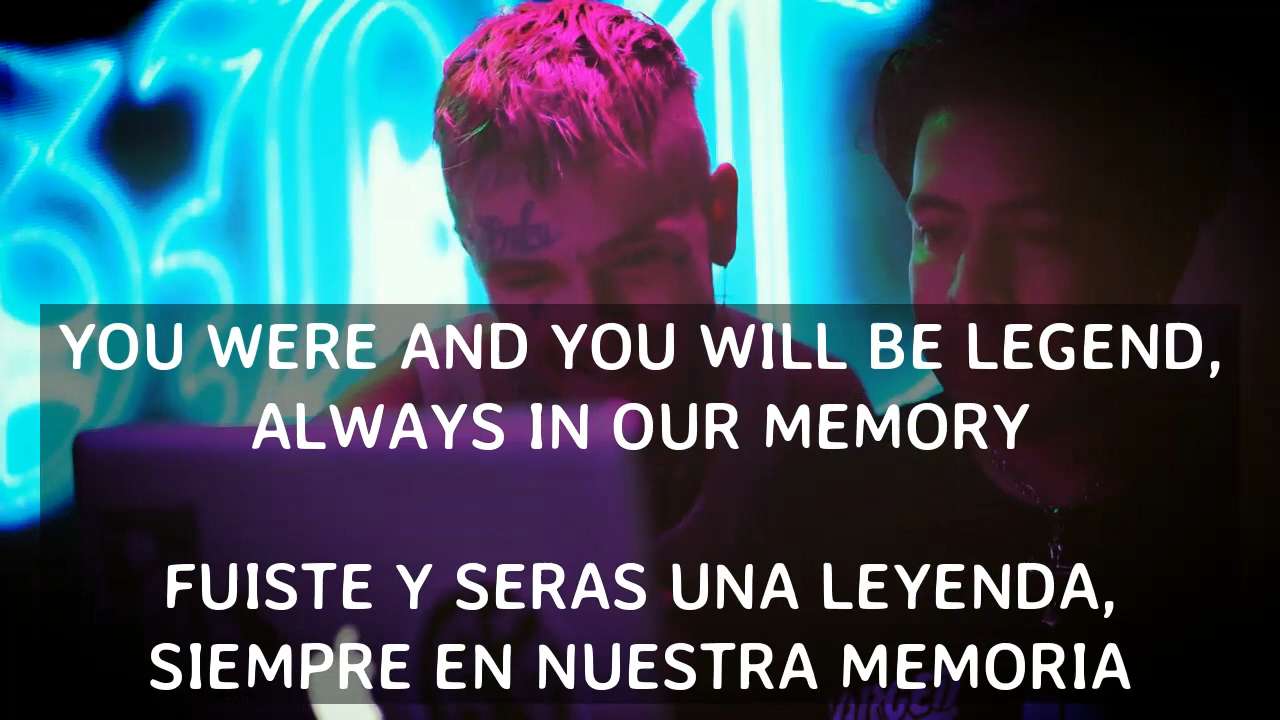 YOU WERE AND YOU WILL BE LEGEND,
ALWAYS IN OUR MEMORY
FUISTE Y SERAS UNA LEYENDA,
SIEMPRE EN NUESTRA MEMORIA